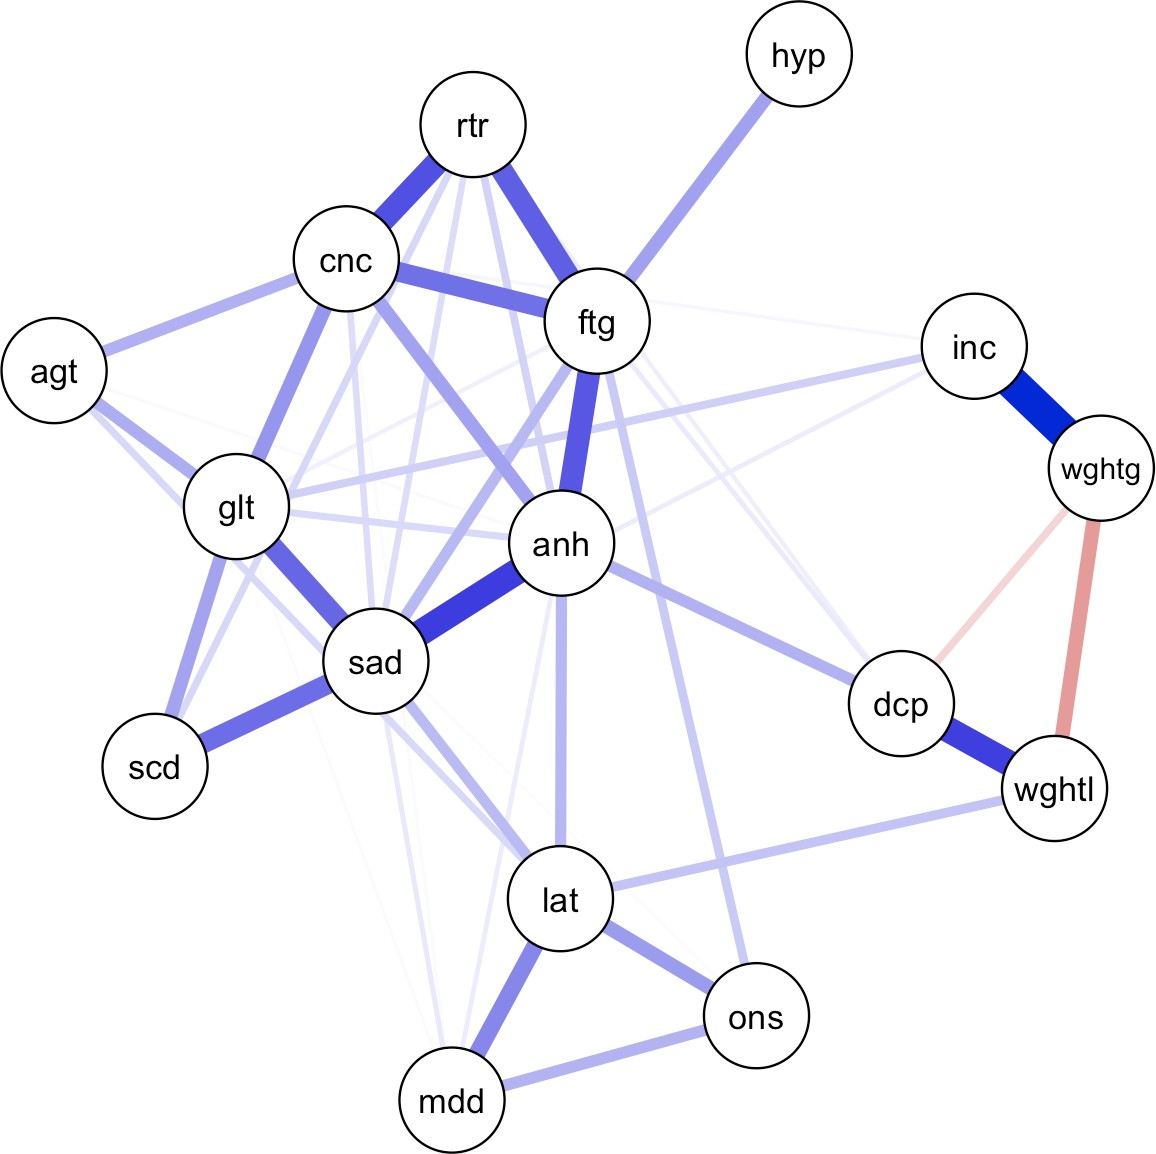 hyp
rtr
cnc
ftg
inc
agt
wghtg
glt
anh
sad
dcp
scd
wghtl
lat
ons
mdd